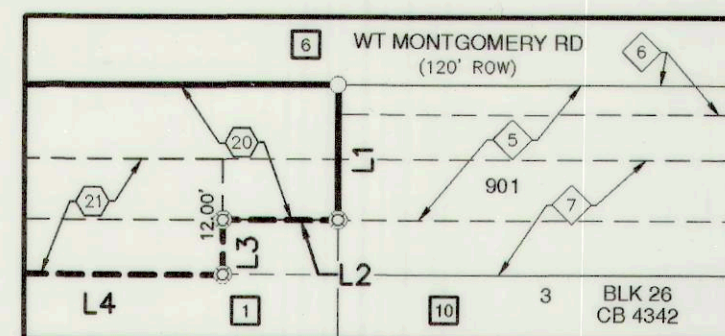 6
WT MONTGOMERY RD
(120' ROW)
6
20
5
L1
21
12.00'
901
7
L3
L2
L4
1
10
3
BLK 26
CB 4342